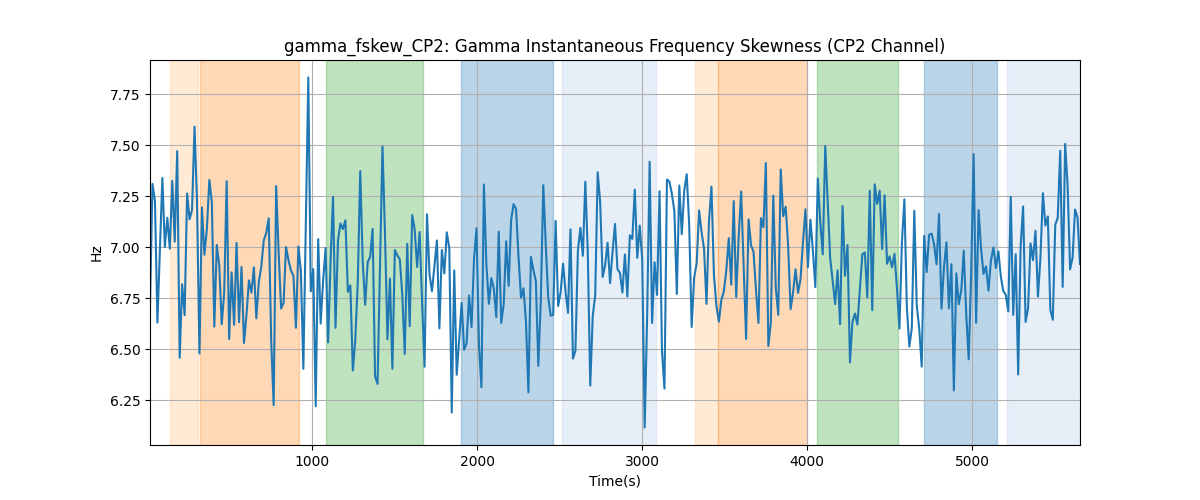 gamma_fskew_CP2: Gamma Instantaneous Frequency Skewness (CP2 Channel)
Hz
7.75
7.50
7.25
7.00
6.75
6.50
6.25
1000 2000 3000 4000 5000
Time(s)